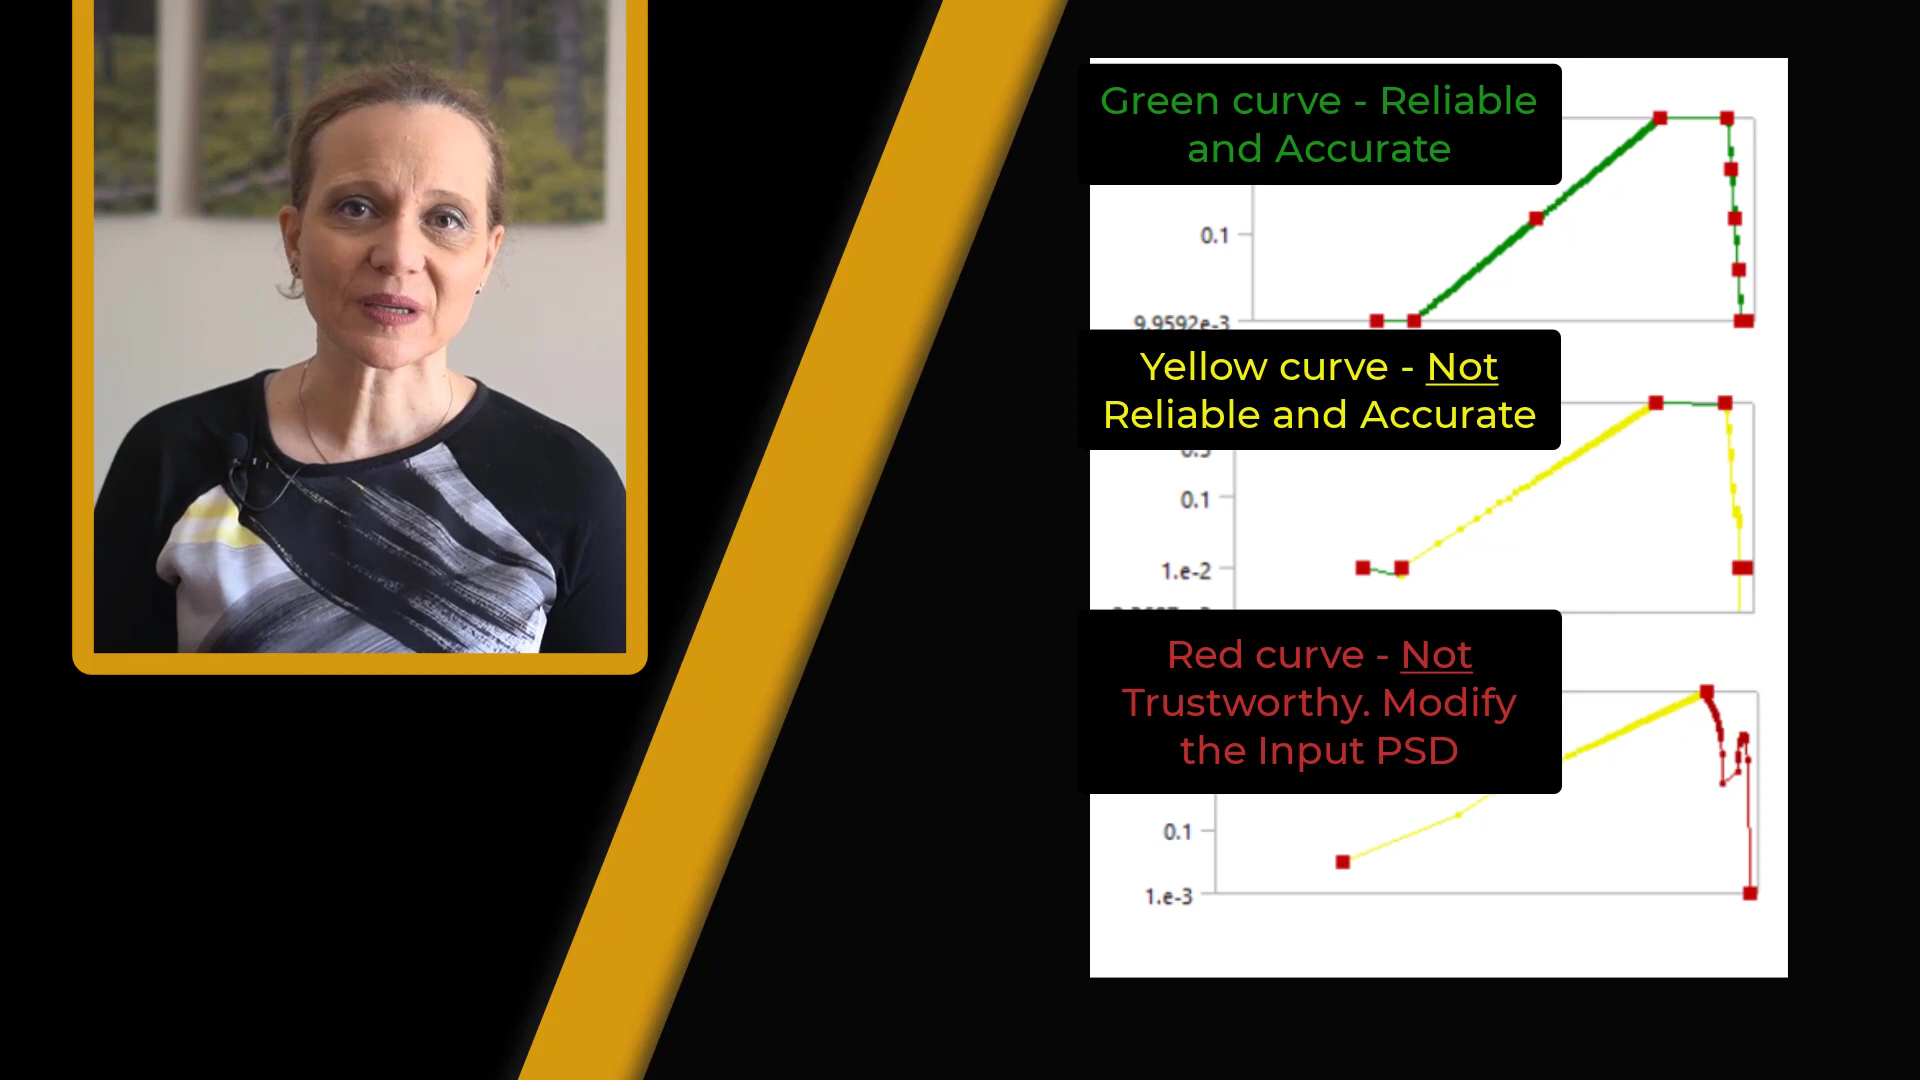 Green curve - Reliable
and Accurate
0.1
9.9592e-3
Yellow curve - Not
Reliable and Accurate
0.1
1.e-2
Red curve - Not
Trustworthy. Modify
the Input PSD
0.1
1.e-3